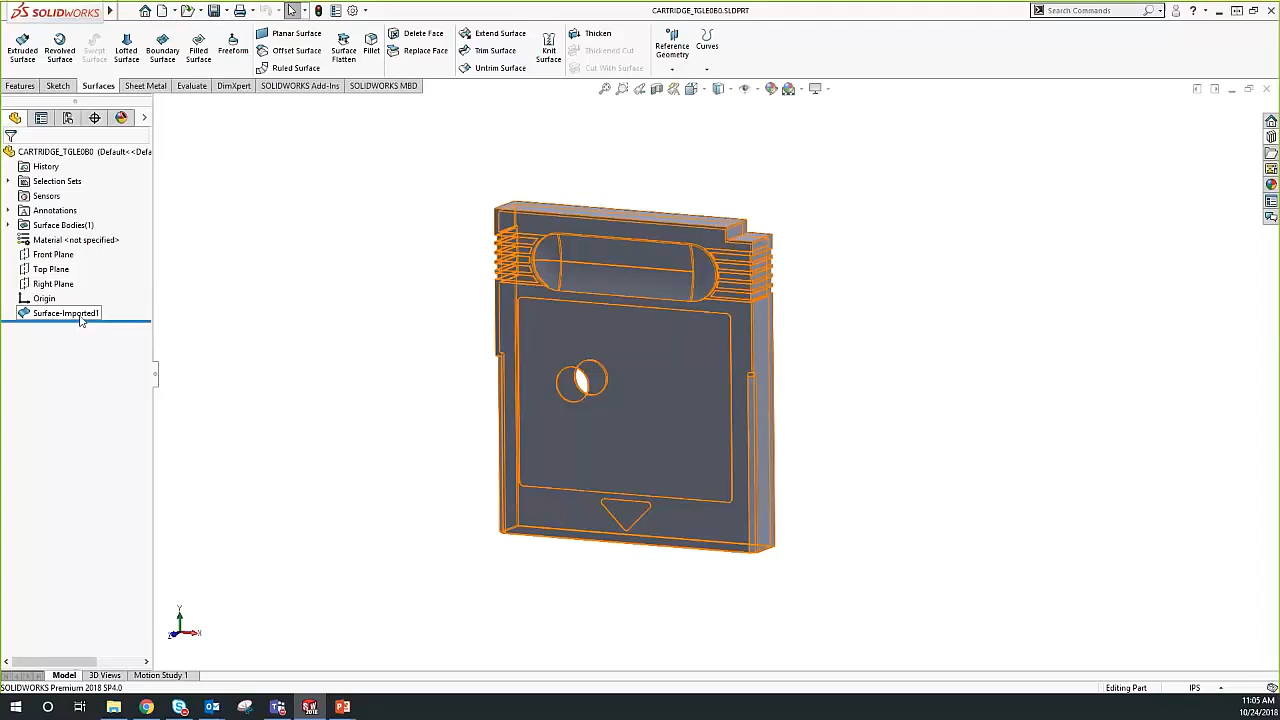 SOLIDWORKS
CARTRIDGE_TGLE0B0.SLDPRT
Search Commands
Extruded Surface
Revolved Surface
Swept Surface
Lofted Surface
Boundary Surface
Filled Surface
Freeform
Planar Surface
Offset Surface
Ruled Surface
Surface Flatten
Fillet
Delete Face
Replace Face
Extend Surface
Trim Surface
Untrim Surface
Knit Surface
Thicken
Thickened Cut
Cut With Surface
Reference Geometry
Curves
Features
Sketch
Surfaces
Sheet Metal
Evaluate
DimXpert
SOLIDWORKS Add-Ins
SOLIDWORKS MBD
CARTRIDGE_TGLE0B0 (Default<<Defa
History
Selection Sets
Sensors
Annotations
Surface Bodies(1)
Material <not specified>
Front Plane
Top Plane
Right Plane
Origin
Surface-Imported1
Y
X
Z
Model
3D Views
Motion Study 1
SOLIDWORKS Premium 2018 SP4.0
Editing Part
IPS
11:05 AM
10/24/2018